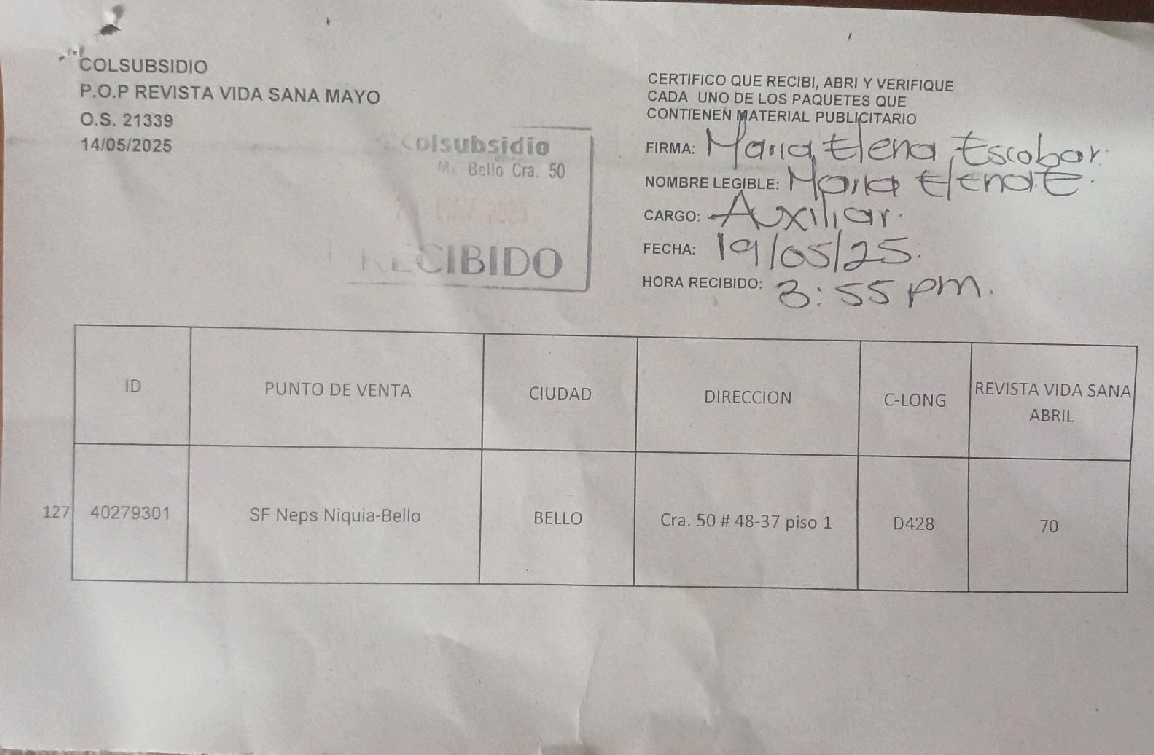 COLSUBSIDIO
P.O.P REVISTA VIDA SANA MAYO
O.S. 21339
14/05/2025
Colsubsidio
Bello Cra. 50
RECIBIDO
CERTIFICO QUE RECIBI, ABRI Y VERIFIQUE
CADA UNO DE LOS PAQUETES QUE
CONTIENEN MATERIAL PUBLICITARIO
FIRMA: Maria Elena Escobar.
NOMBRE LEGIBLE: Maria Elena E.
CARGO: Auxiliar.
FECHA: 19/05/25.
HORA RECIBIDO: 3:55 pm.
ID PUNTO DE VENTA CIUDAD DIRECCION C-LONG REVISTA VIDA SANA
ABRIL
127 40279301 SF Neps Niquia-Bello BELLO Cra. 50 # 48-37 piso 1 D428 70